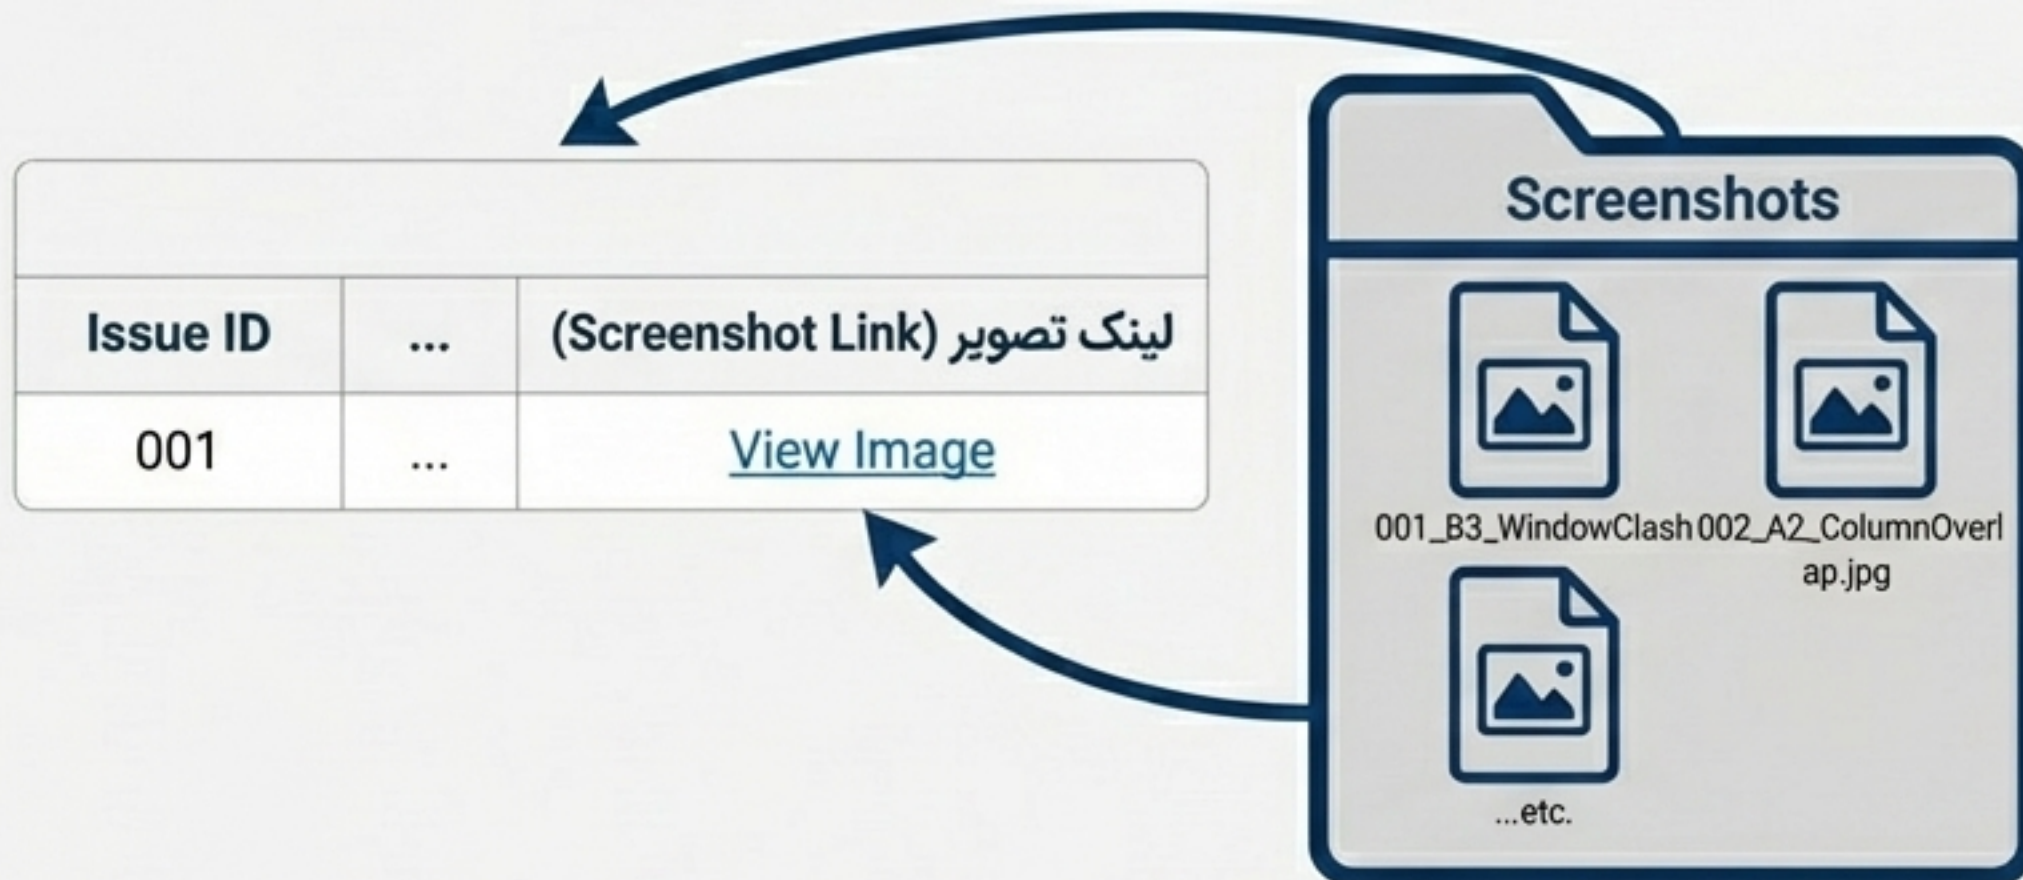 Screenshots
Issue ID
...
لینک تصویر (Screenshot Link)
001
...
View Image
001_B3_WindowClash
002_A2_ColumnOverl
ap.jpg
...etc.